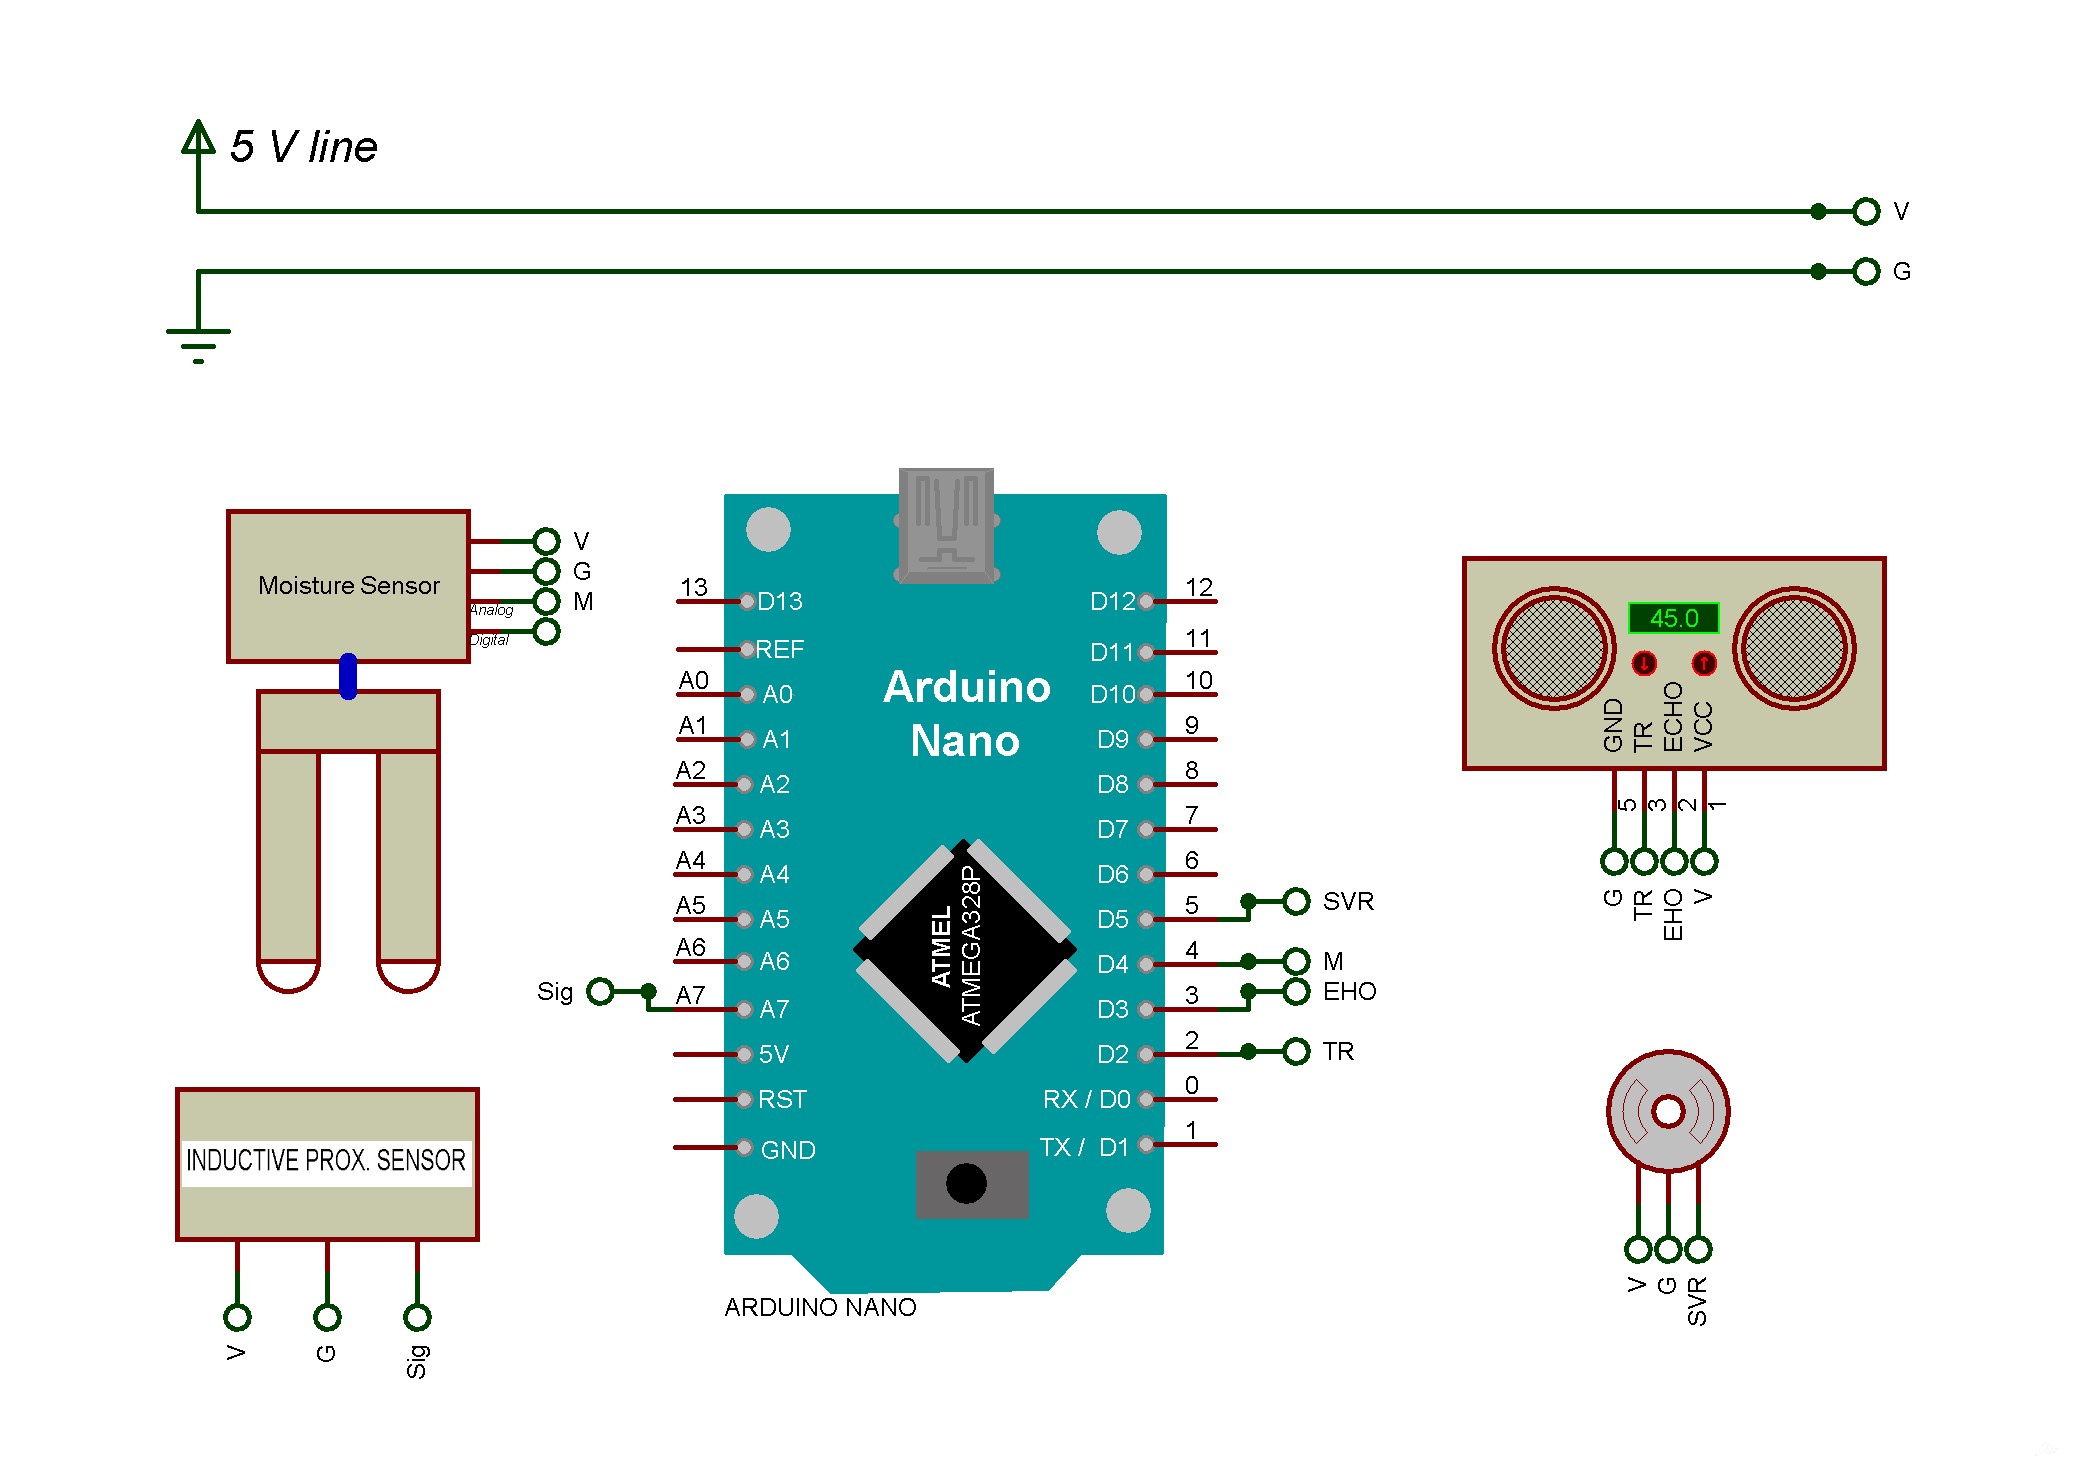 5 V line
V
G
Moisture Sensor
V
G
M
Analog
Digital
INDUCTIVE PROX. SENSOR
V
G
Sig
Sig
13
A0
A1
A2
A3
A4
A5
A6
A7
D13
REF
A0
A1
A2
A3
A4
A5
A6
A7
5V
RST
GND
Arduino
Nano
ATMEL
ATMEGA328P
D12
D11
D10
D9
D8
D7
D6
D5
D4
D3
D2
RX / D0
TX / D1
12
11
10
9
8
7
6
5
4
3
2
0
1
ARDUINO NANO
SVR
M
EHO
TR
45.0
GND
TR
ECHO
VCC
5
3
2
1
G
TR
EHO
V
V
G
SVR